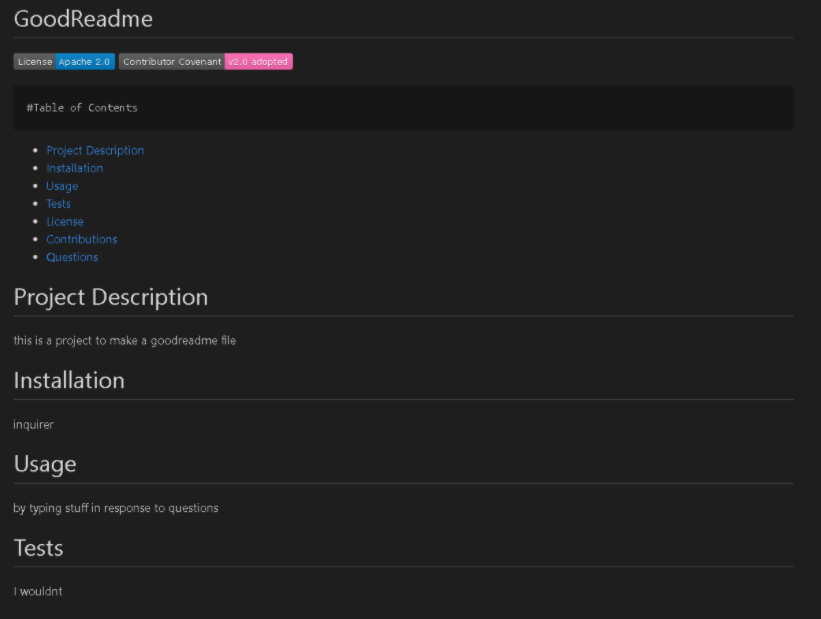 GoodReadme
License Apache 2.0 Contributor Covenant v2.0 adopted
#Table of Contents
Project Description
Installation
Usage
Tests
License
Contributions
Questions
Project Description
this is a project to make a goodreadme file
Installation
inquirer
Usage
by typing stuff in response to questions
Tests
I wouldnt